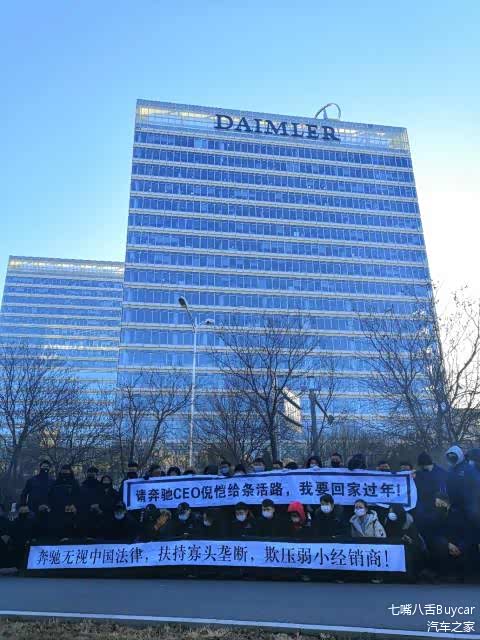 DAIMLER
请奔驰CEO倪恺给条活路，我要回家过年！
奔驰无视中国法律，扶持寡头垄断，欺压弱小经销商！
七嘴八舌Buycar
汽车之家